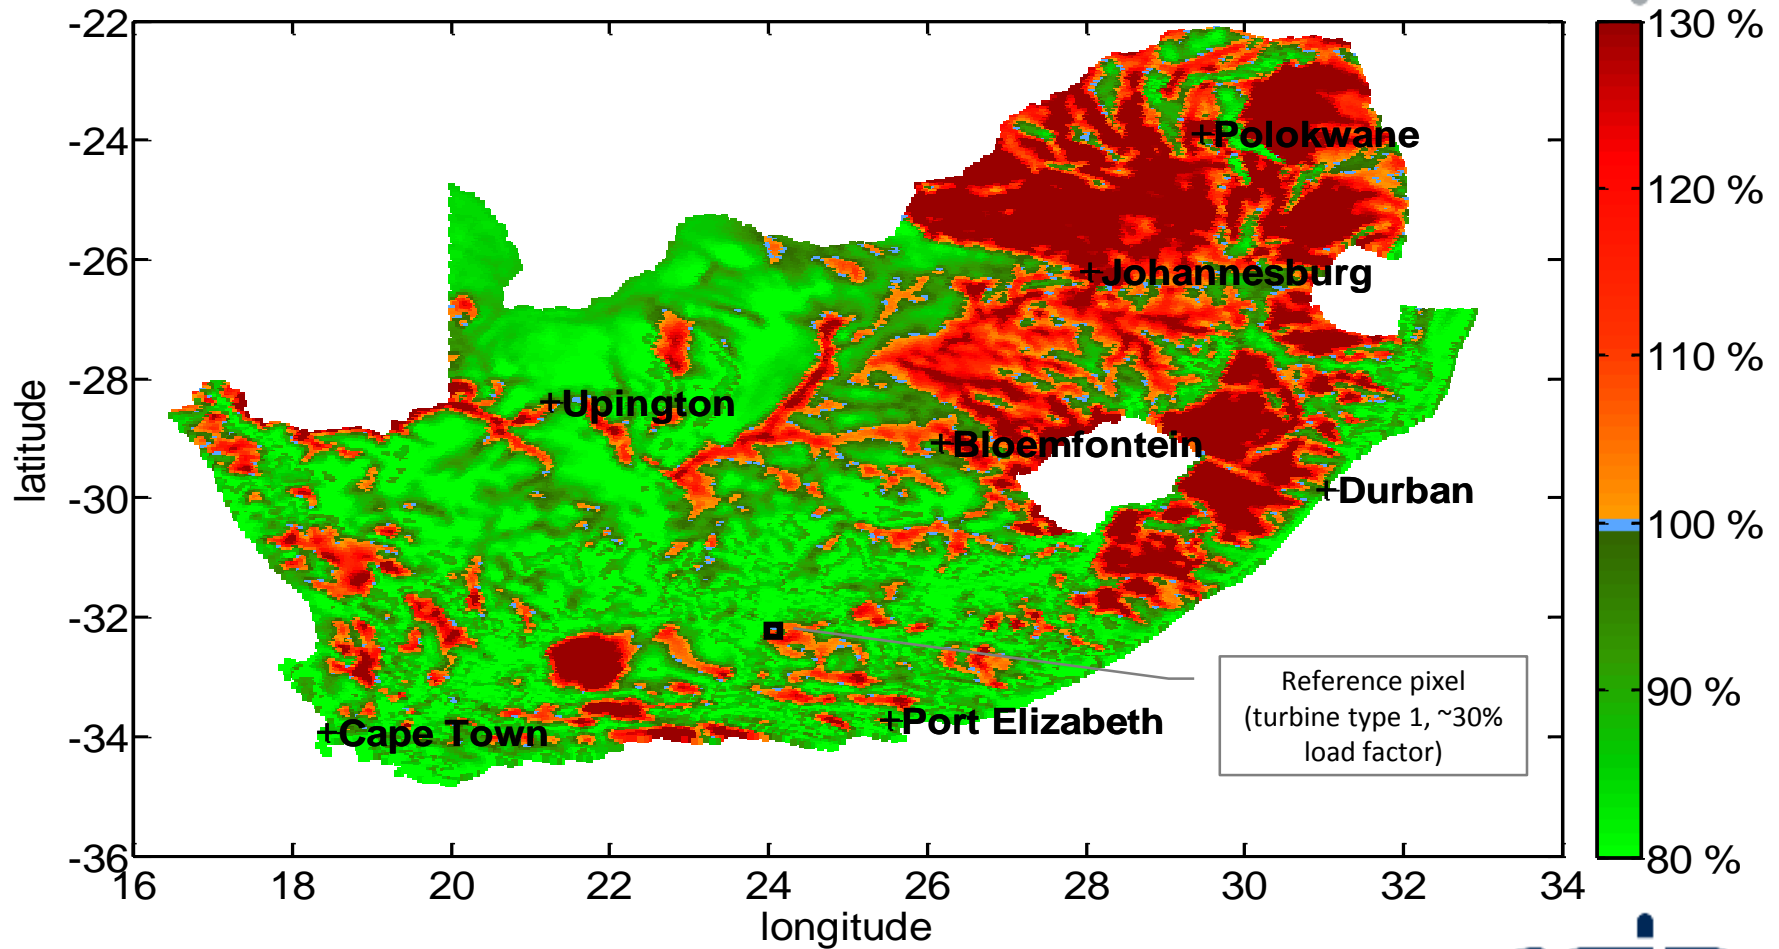 -22
-24
-26
-28
-30
-32
-34
-36
latitude
16 18 20 22 24 26 28 30 32 34
longitude
+Polokwane
+Johannesburg
+Upington
+Bloemfontein
+Durban
+Port Elizabeth
+Cape Town
Reference pixel
(turbine type 1, ~30%
load factor)
130 %
120 %
110 %
100 %
90 %
80 %